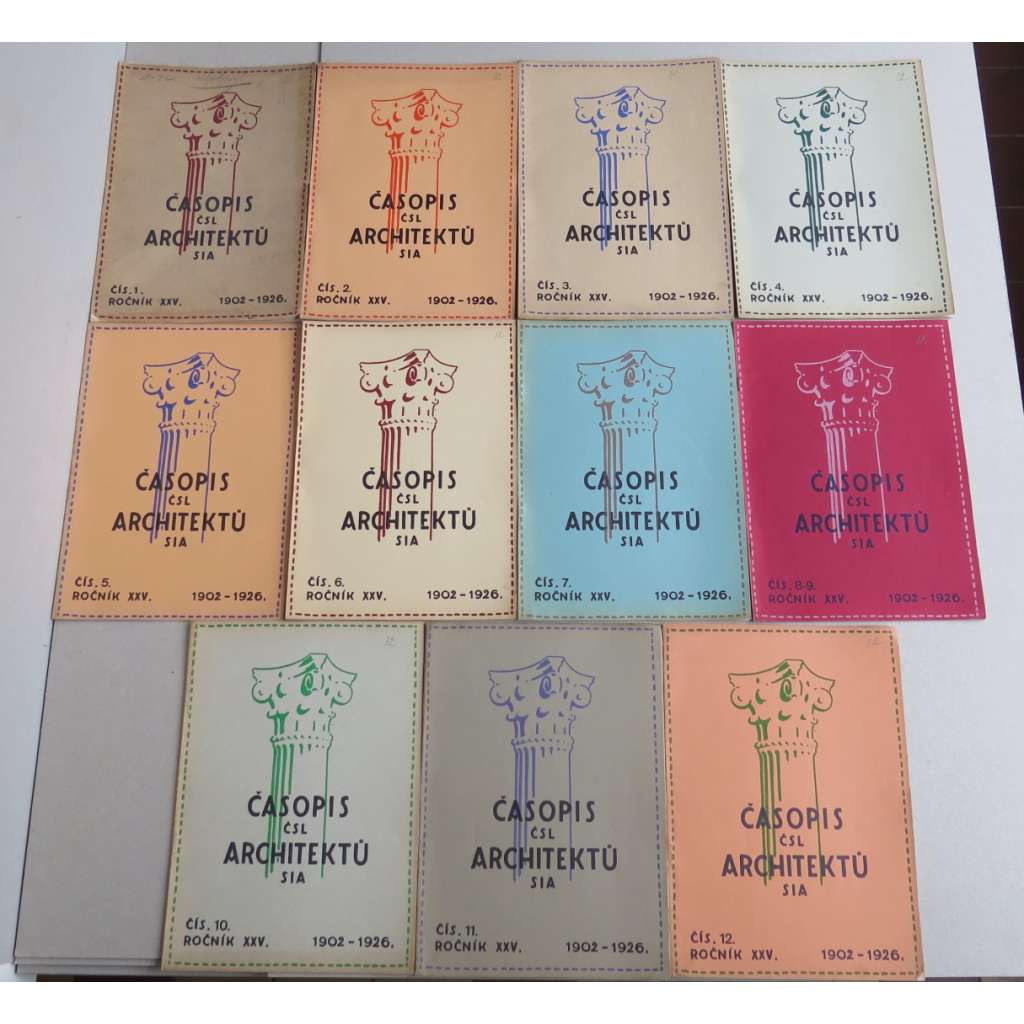 ČASOPIS
ČSL
ARCHITEKTŮ
SIA
ČÍS.1.
ROČNÍK XXV. 1902-1926.
ČASOPIS
ČSL
ARCHITEKTŮ
SIA
ČÍS.2.
ROČNÍK XXV. 1902-1926.
ČASOPIS
ČSL
ARCHITEKTŮ
SIA
ČÍS.3.
ROČNÍK XXV. 1902-1926.
ČASOPIS
ČSL
ARCHITEKTŮ
SIA
ČÍS.4.
ROČNÍK XXV. 1902-1926.
ČASOPIS
ČSL
ARCHITEKTŮ
SIA
ČÍS.5.
ROČNÍK XXV. 1902-1926.
ČASOPIS
ČSL
ARCHITEKTŮ
SIA
ČÍS.6.
ROČNÍK XXV. 1902-1926.
ČASOPIS
ČSL
ARCHITEKTŮ
SIA
ČÍS.7.
ROČNÍK XXV. 1902-1926.
ČASOPIS
ČSL
ARCHITEKTŮ
SIA
ČÍS.8-9.
ROČNÍK XXV. 1902-1926.
ČASOPIS
ČSL
ARCHITEKTŮ
SIA
ČÍS.10.
ROČNÍK XXV. 1902-1926.
ČASOPIS
ČSL
ARCHITEKTŮ
SIA
ČÍS.11.
ROČNÍK XXV. 1902-1926.
ČASOPIS
ČSL
ARCHITEKTŮ
SIA
ČÍS.12.
ROČNÍK XXV. 1902-1926.